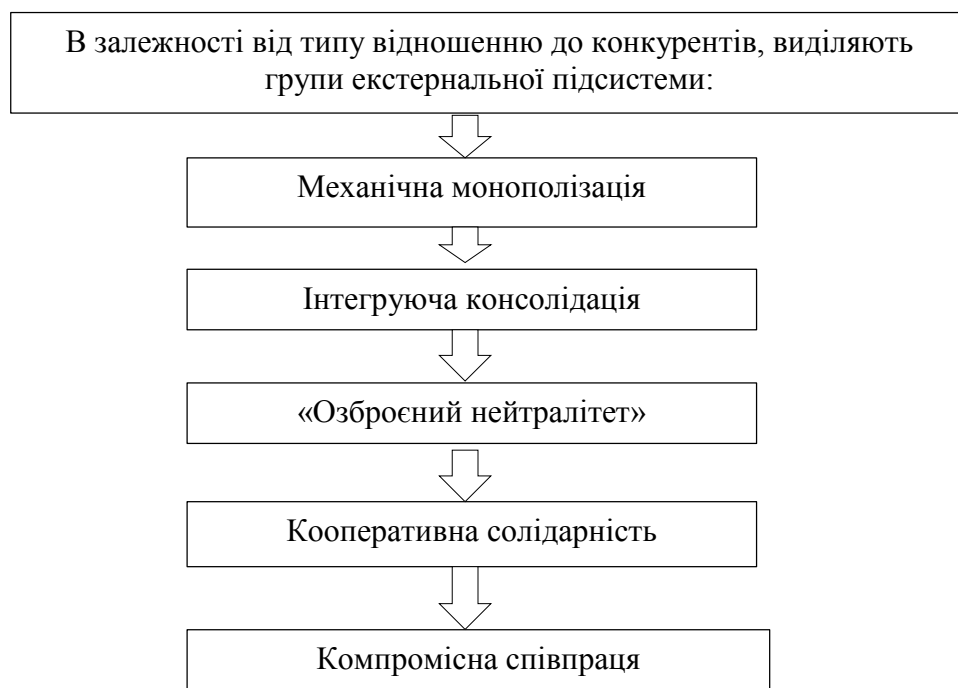 В залежності від типу відношенню до конкурентів, виділяють
групи екстернальної підсистеми:
Механічна монополізація
Інтегруюча консолідація
«Озброєний нейтралітет»
Кооперативна солідарність
Компромісна співпраця